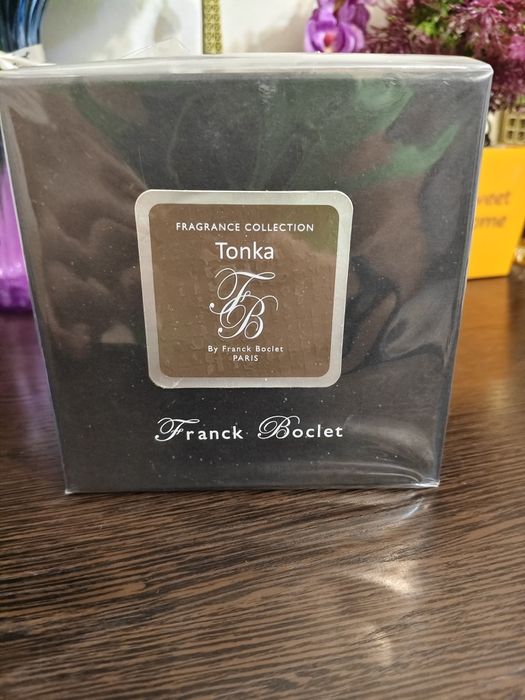 FRAGRANCE COLLECTION
Tonka
FB
By Franck Boclet
PARIS
Franck Boclet